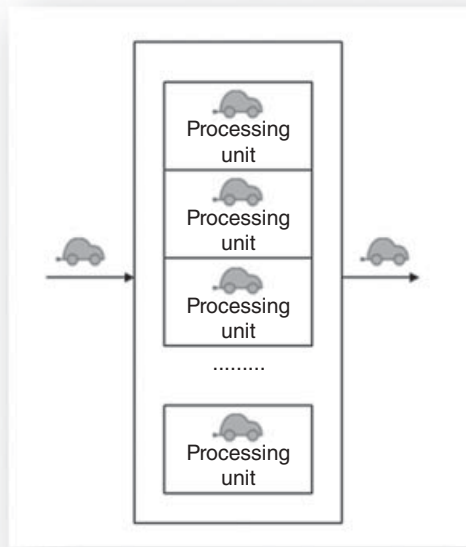 Processing
unit
Processing
unit
Processing
unit
.........
Processing
unit